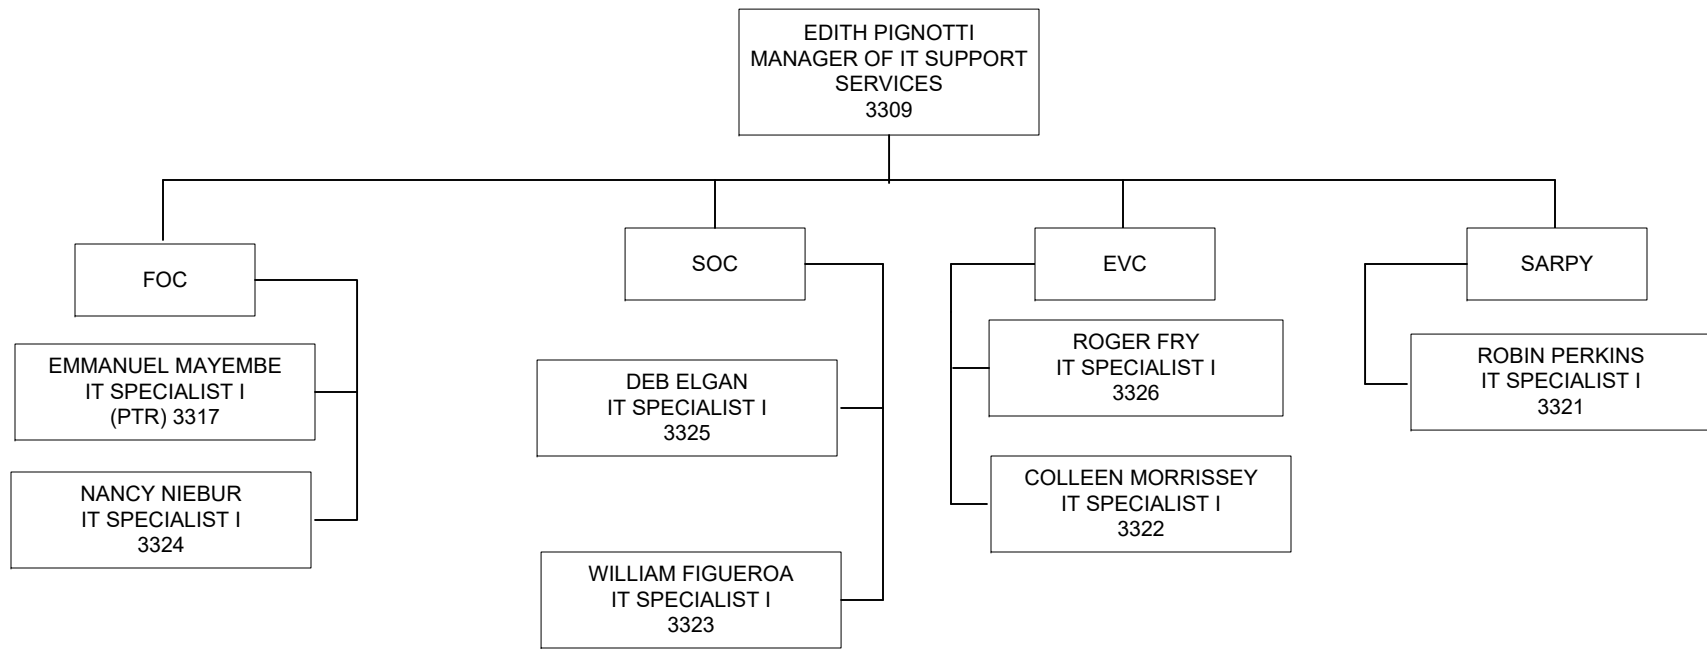 EDITH PIGNOTTI
MANAGER OF IT SUPPORT
SERVICES
3309
FOC
EMMANUEL MAYEMBE
IT SPECIALIST I
(PTR) 3317
NANCY NIEBUR
IT SPECIALIST I
3324
SOC
DEB ELGAN
IT SPECIALIST I
3325
WILLIAM FIGUEROA
IT SPECIALIST I
3323
EVC
ROGER FRY
IT SPECIALIST I
3326
COLLEEN MORRISSEY
IT SPECIALIST I
3322
SARPY
ROBIN PERKINS
IT SPECIALIST I
3321